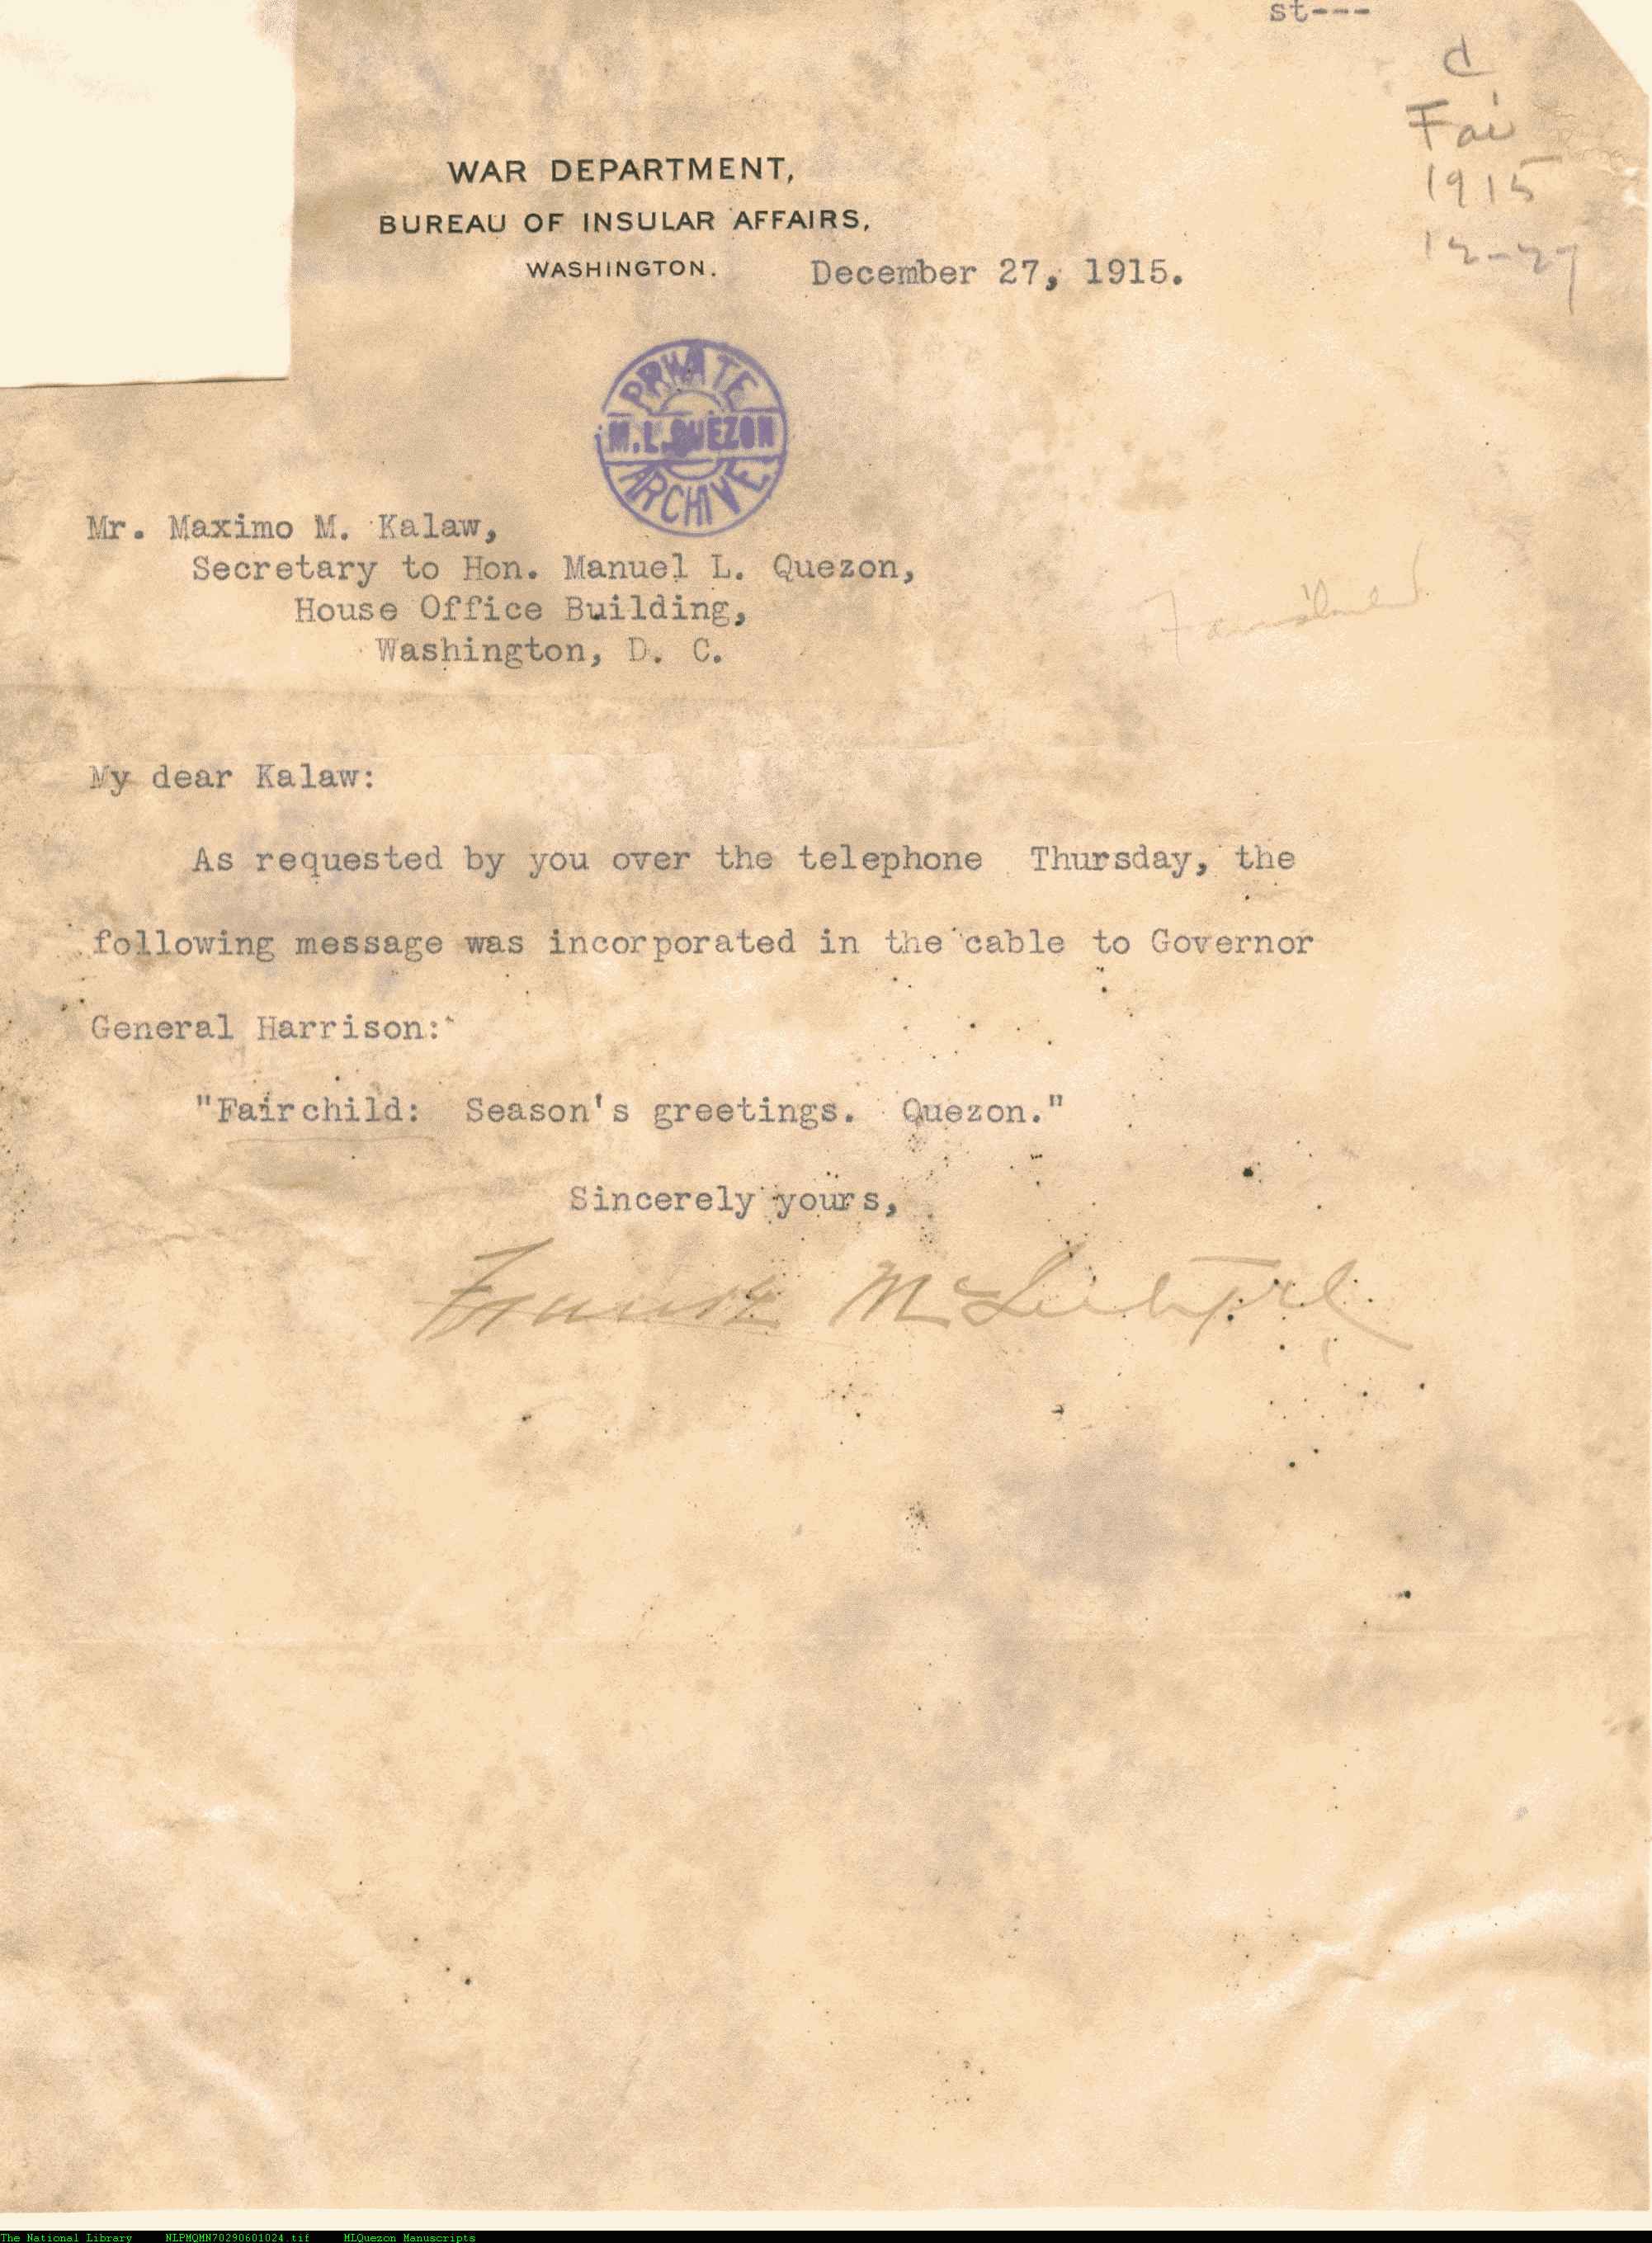 st---
d
Fai
1915
12-27
WAR DEPARTMENT,
BUREAU OF INSULAR AFFAIRS,
WASHINGTON.
December 27, 1915.
PRIVATE
M.L.QUEZON
ARCHIVE
Mr. Maximo M. Kalaw,
Secretary to Hon. Manuel L. Quezon,
House Office Building,
Washington, D. C.
My dear Kalaw:
As requested by you over the telephone Thursday, the
following message was incorporated in the cable to Governor
General Harrison:
"Fairchild: Season's greetings. Quezon."
Sincerely yours,
Frank McIntyre
The National Library NLPMQMN70290601024.tif MLQuezon Manuscripts